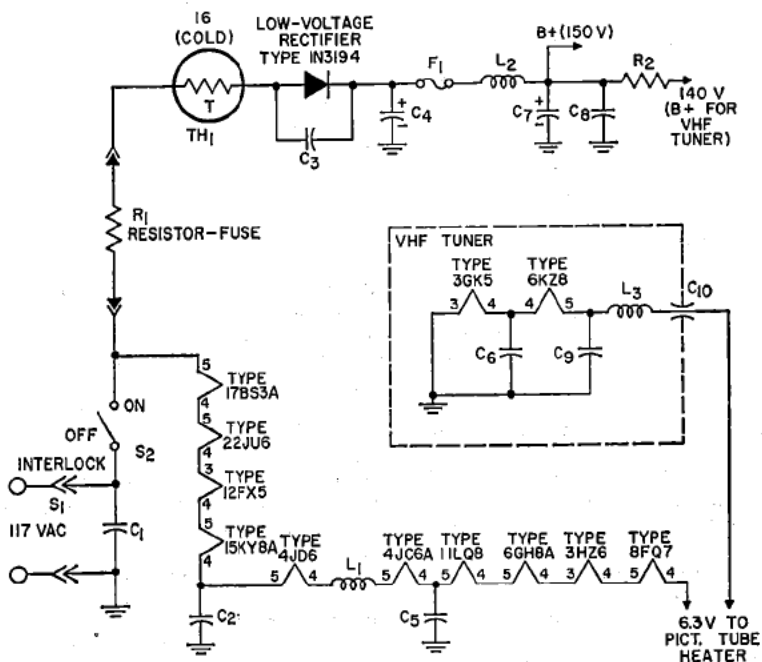 16
(COLD)
LOW-VOLTAGE
RECTIFIER
TYPE IN3194
T
TH1
C3
+
C4
-
F1
L2
B+(150 V)
+
C7
-
C8
R2
140 V
(B+ FOR
VHF
TUNER)
R1
RESISTOR-FUSE
VHF TUNER
TYPE
3GK5
3 4
TYPE
6KZ8
4 5
L3
C10
C6
C9
ON
OFF
S2
INTERLOCK
S1
117 VAC
C1
5
4
TYPE
17BS3A
5
4
TYPE
22JU6
3
4
TYPE
12FX5
5
4
TYPE
15KY8A
C2
TYPE
4JD6
5 4
L1
TYPE
4JC6A
5 4
C5
TYPE
11LQ8
5 4
TYPE
6GH8A
5 4
TYPE
3HZ6
3 4
TYPE
8FQ7
5 4
6.3V TO
PICT. TUBE
HEATER